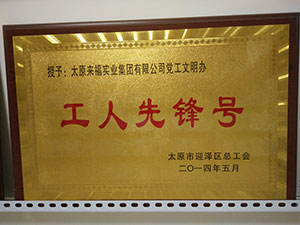 授予：太原来福实业集团有限公司党工文明办
工人先锋号
太原市迎泽区总工会
二〇一四年五月